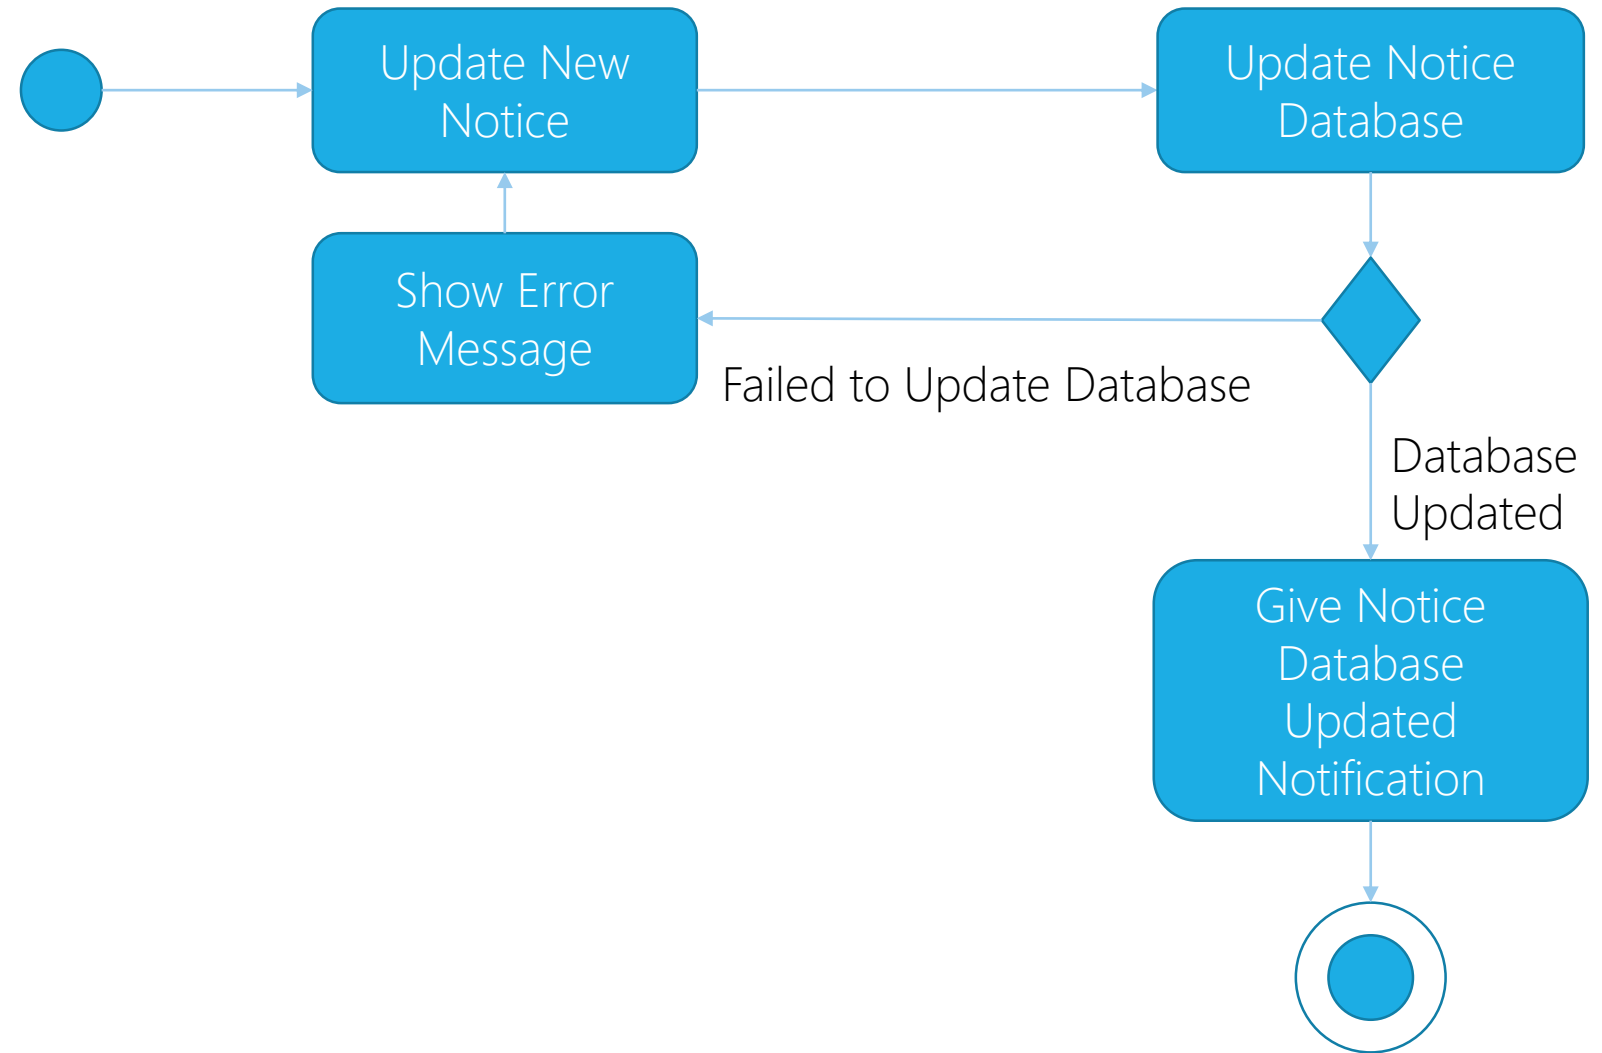 Update New
Notice
Update Notice
Database
Show Error
Message
Failed to Update Database
Database
Updated
Give Notice
Database
Updated
Notification